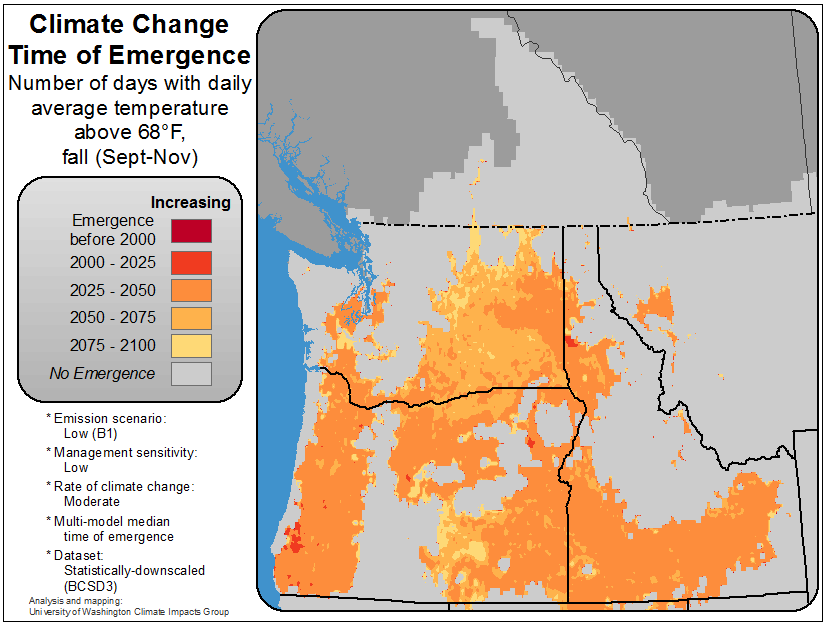 Climate Change
Time of Emergence
Number of days with daily
average temperature
above 68°F,
fall (Sept-Nov)
Increasing
Emergence
before 2000
2000 - 2025
2025 - 2050
2050 - 2075
2075 - 2100
No Emergence
* Emission scenario:
Low (B1)
* Management sensitivity:
Low
* Rate of climate change:
Moderate
* Multi-model median
time of emergence
* Dataset:
Statistically-downscaled
(BCSD3)
Analysis and mapping:
University of Washington Climate Impacts Group